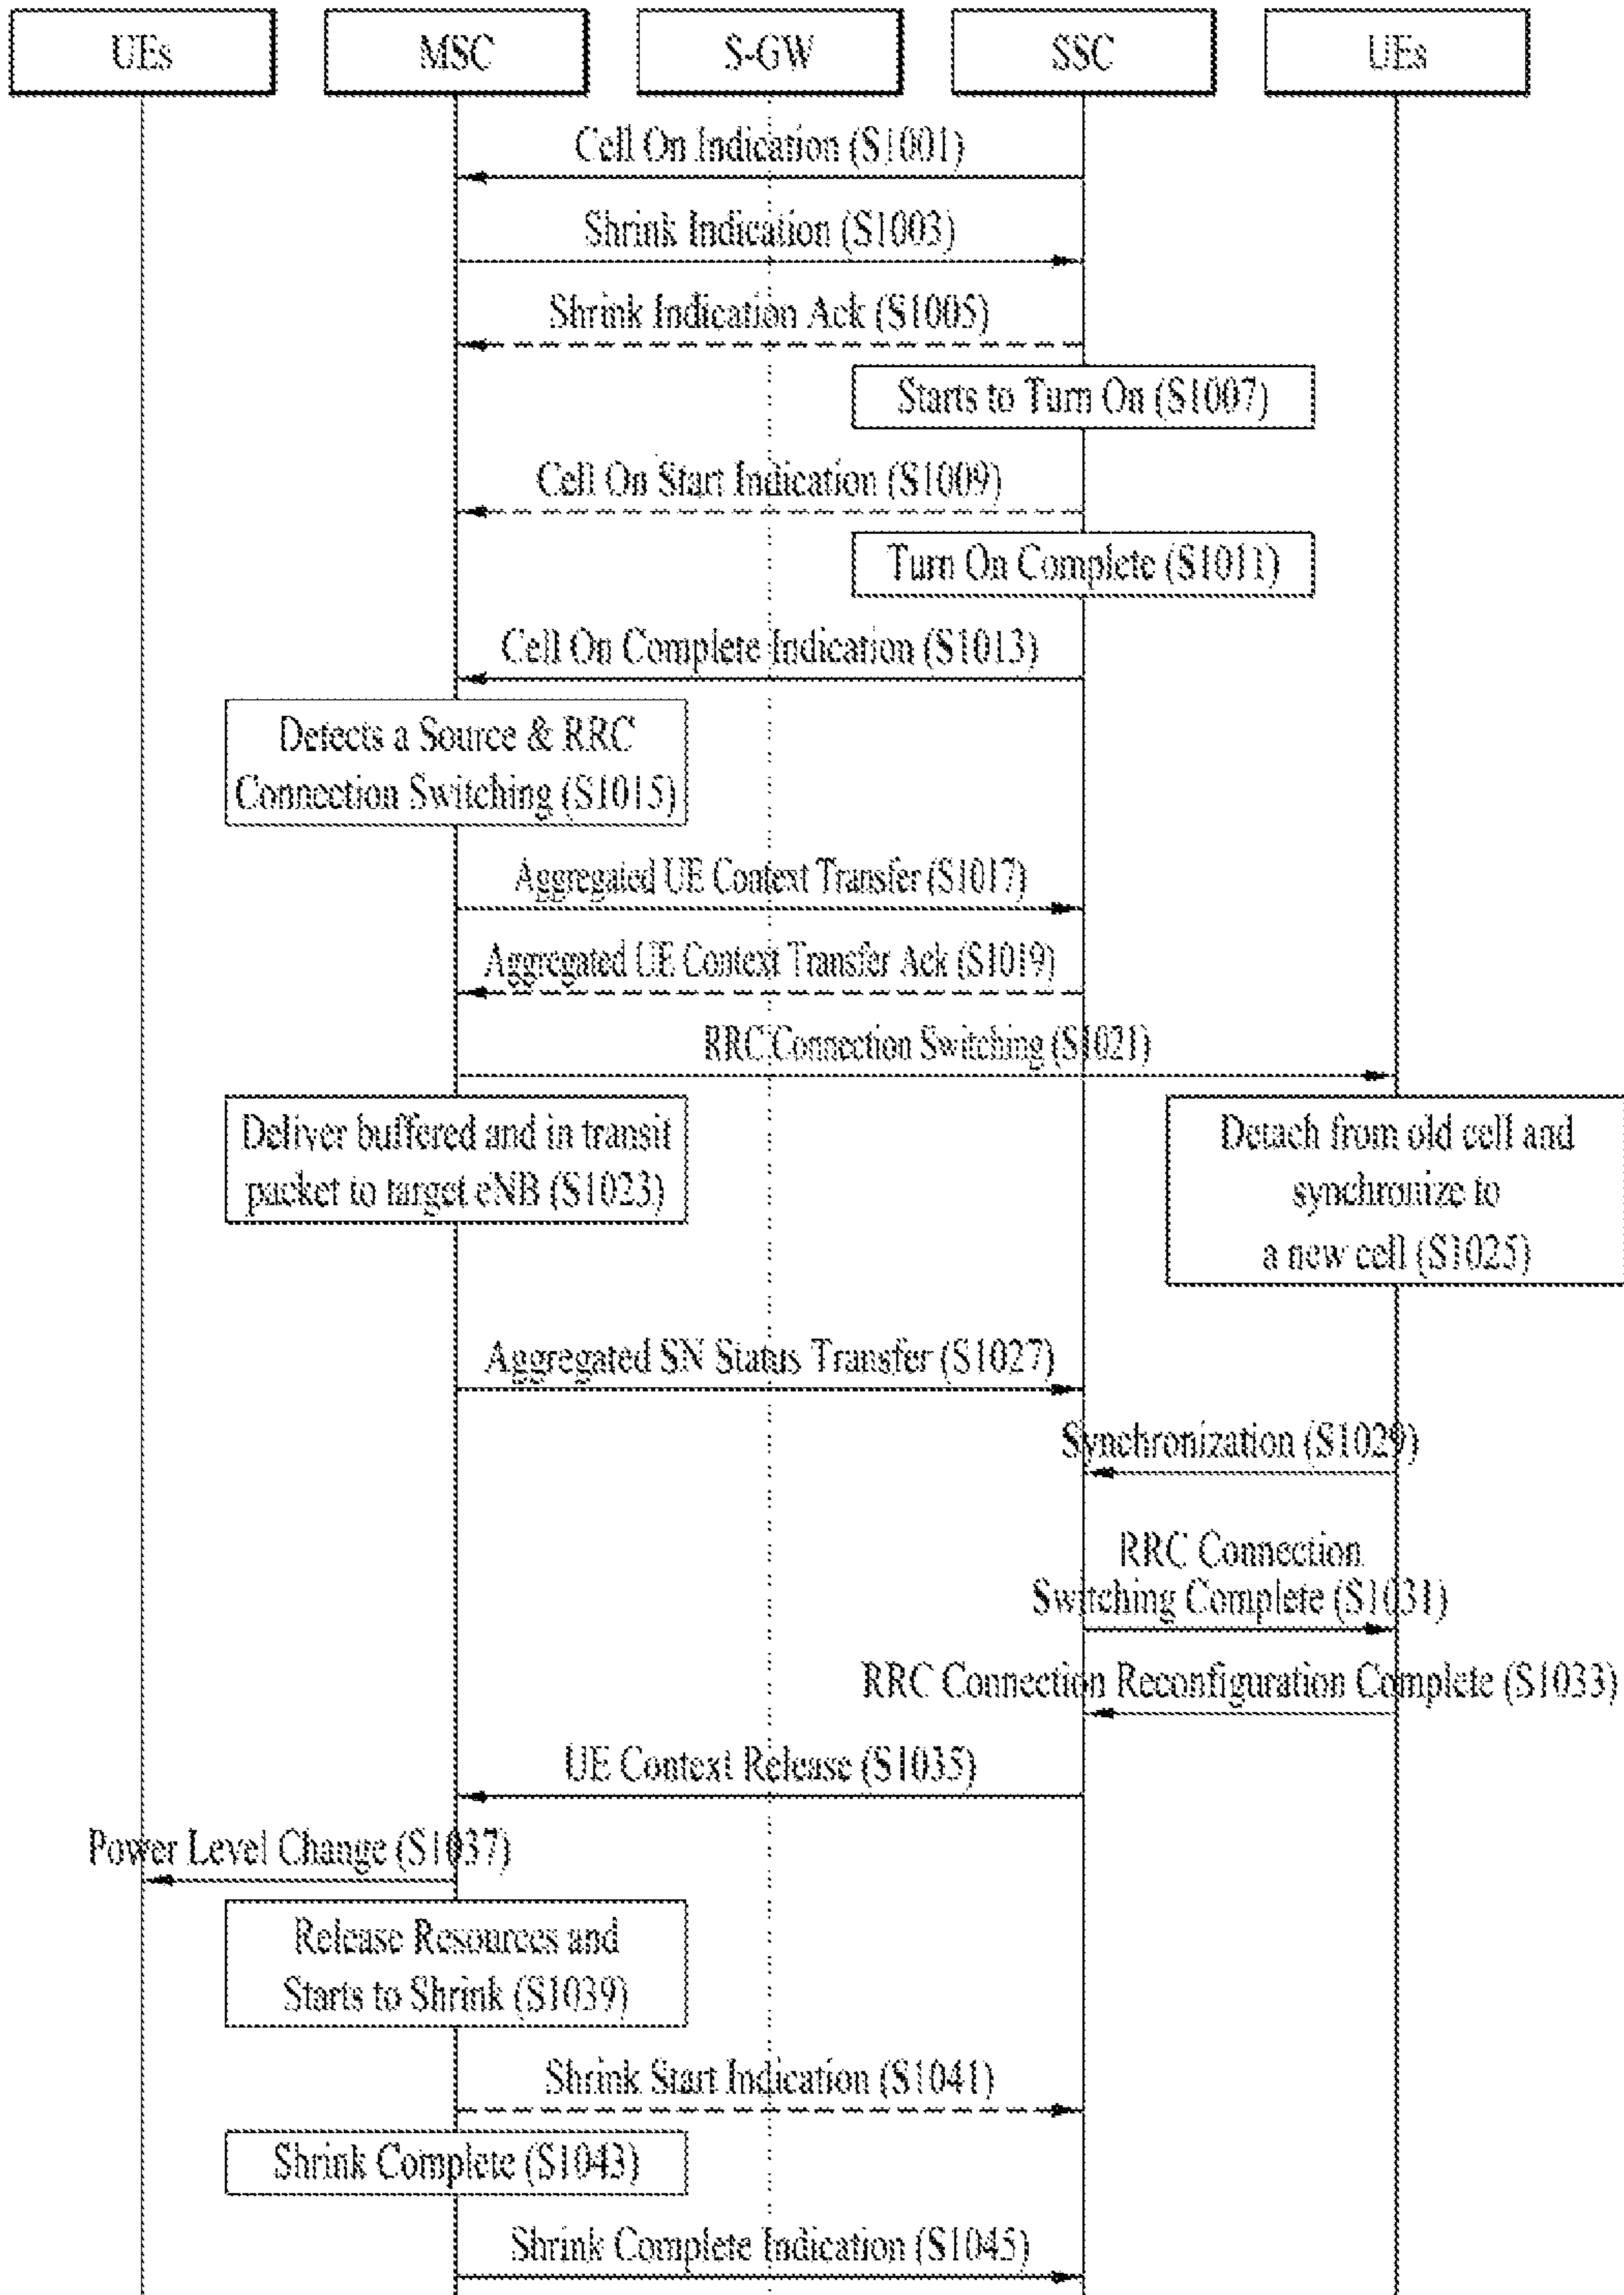 UEs
MSC
S-GW
SSC
UEs
Cell On Indication (S1001)
Shrink Indication (S1003)
Shrink Indication Ack (S1005)
Starts to Turn On (S1007)
Cell On Start Indication (S1009)
Turn On Complete (S1011)
Cell On Complete Indication (S1013)
Detects a Source & RRC
Connection Switching (S1015)
Aggregated UE Context Transfer (S1017)
Aggregated UE Context Transfer Ack (S1019)
RRC Connection Switching (S1021)
Deliver buffered and in transit
packet to target eNB (S1023)
Detach from old cell and
synchronize to
a new cell (S1025)
Aggregated SN Status Transfer (S1027)
Synchronization (S1029)
RRC Connection
Switching Complete (S1031)
RRC Connection Reconfiguration Complete (S1033)
UE Context Release (S1035)
Power Level Change (S1037)
Release Resources and
Starts to Shrink (S1039)
Shrink Start Indication (S1041)
Shrink Complete (S1043)
Shrink Complete Indication (S1045)